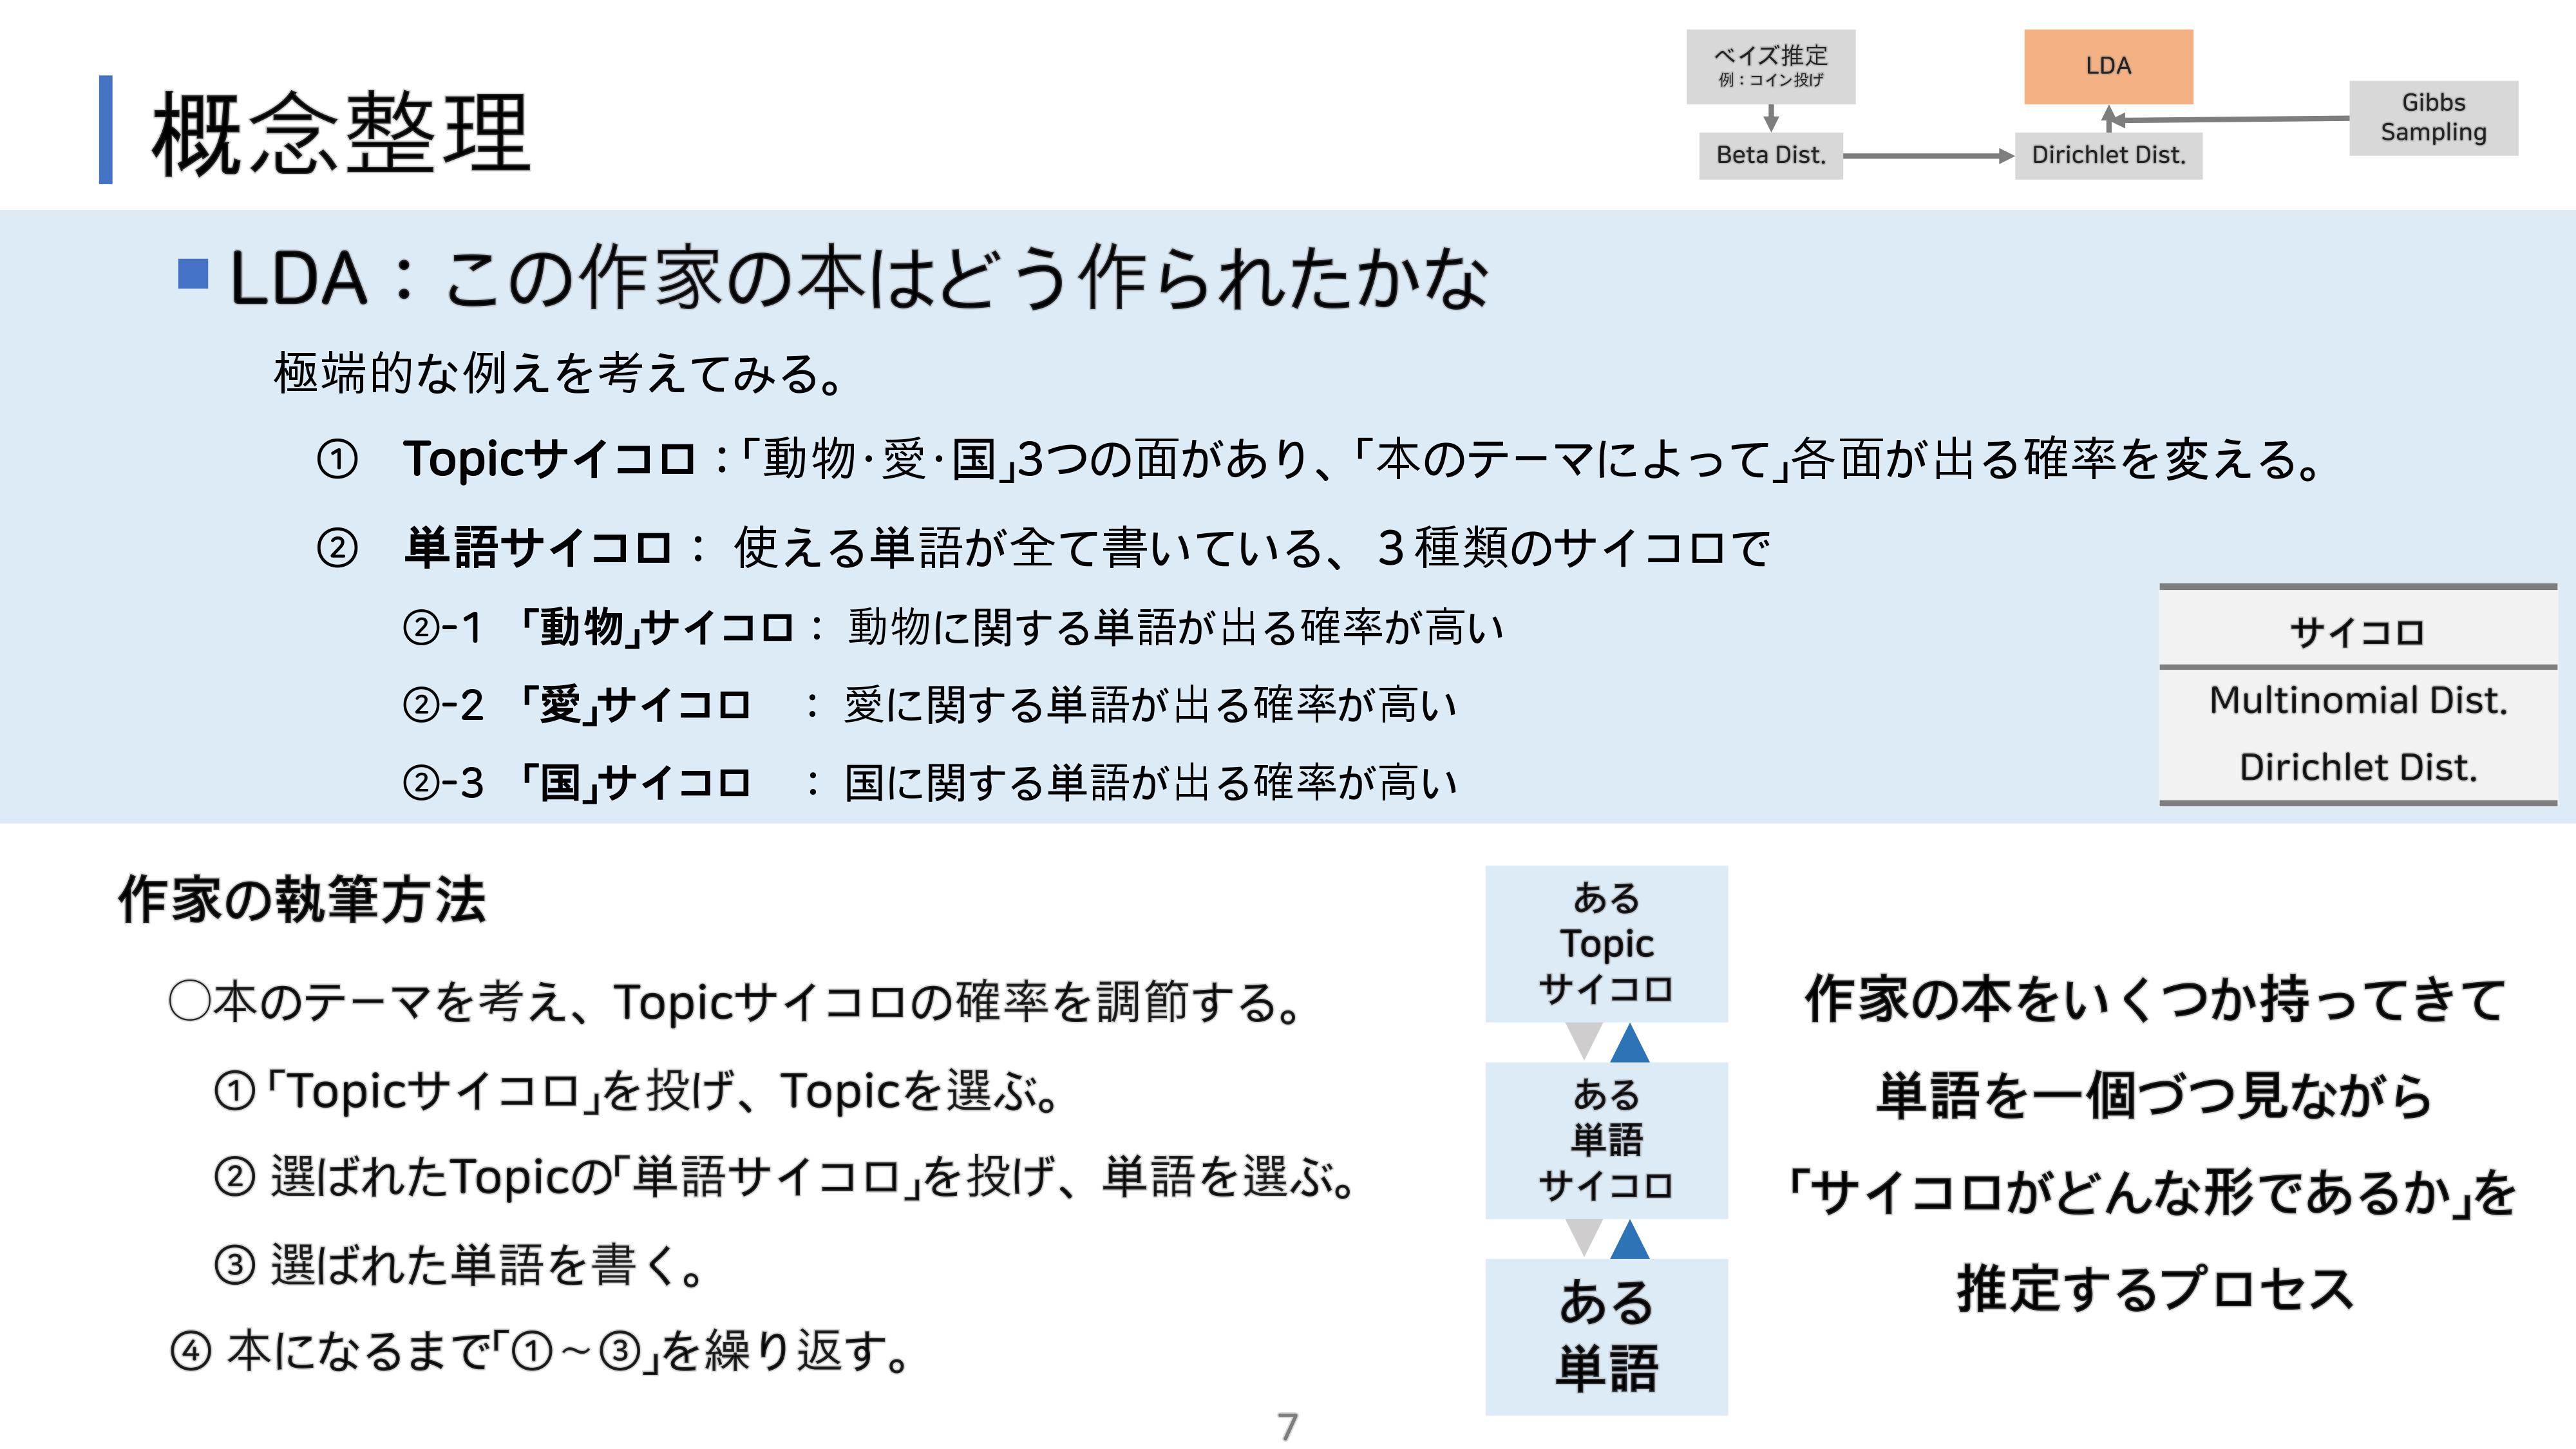 概念整理
ベイズ推定
例：コイン投げ
Beta Dist.
LDA
Dirichlet Dist.
Gibbs
Sampling
LDA：この作家の本はどう作られたかな
極端的な例えを考えてみる。
① Topicサイコロ：｢動物･愛･国｣3つの面があり、｢本のテーマによって｣各面が出る確率を変える。
② 単語サイコロ： 使える単語が全て書いている、３種類のサイコロで
②-1 ｢動物｣サイコロ： 動物に関する単語が出る確率が高い
②-2 ｢愛｣サイコロ ： 愛に関する単語が出る確率が高い
②-3 ｢国｣サイコロ ： 国に関する単語が出る確率が高い
サイコロ
Multinomial Dist.
Dirichlet Dist.
作家の執筆方法
◯本のテーマを考え、Topicサイコロの確率を調節する。
①｢Topicサイコロ｣を投げ、Topicを選ぶ。
② 選ばれたTopicの｢単語サイコロ｣を投げ、単語を選ぶ。
③ 選ばれた単語を書く。
④ 本になるまで｢①～③｣を繰り返す。
ある
Topic
サイコロ
ある
単語
サイコロ
ある
単語
作家の本をいくつか持ってきて
単語を一個づつ見ながら
｢サイコロがどんな形であるか｣を
推定するプロセス
7